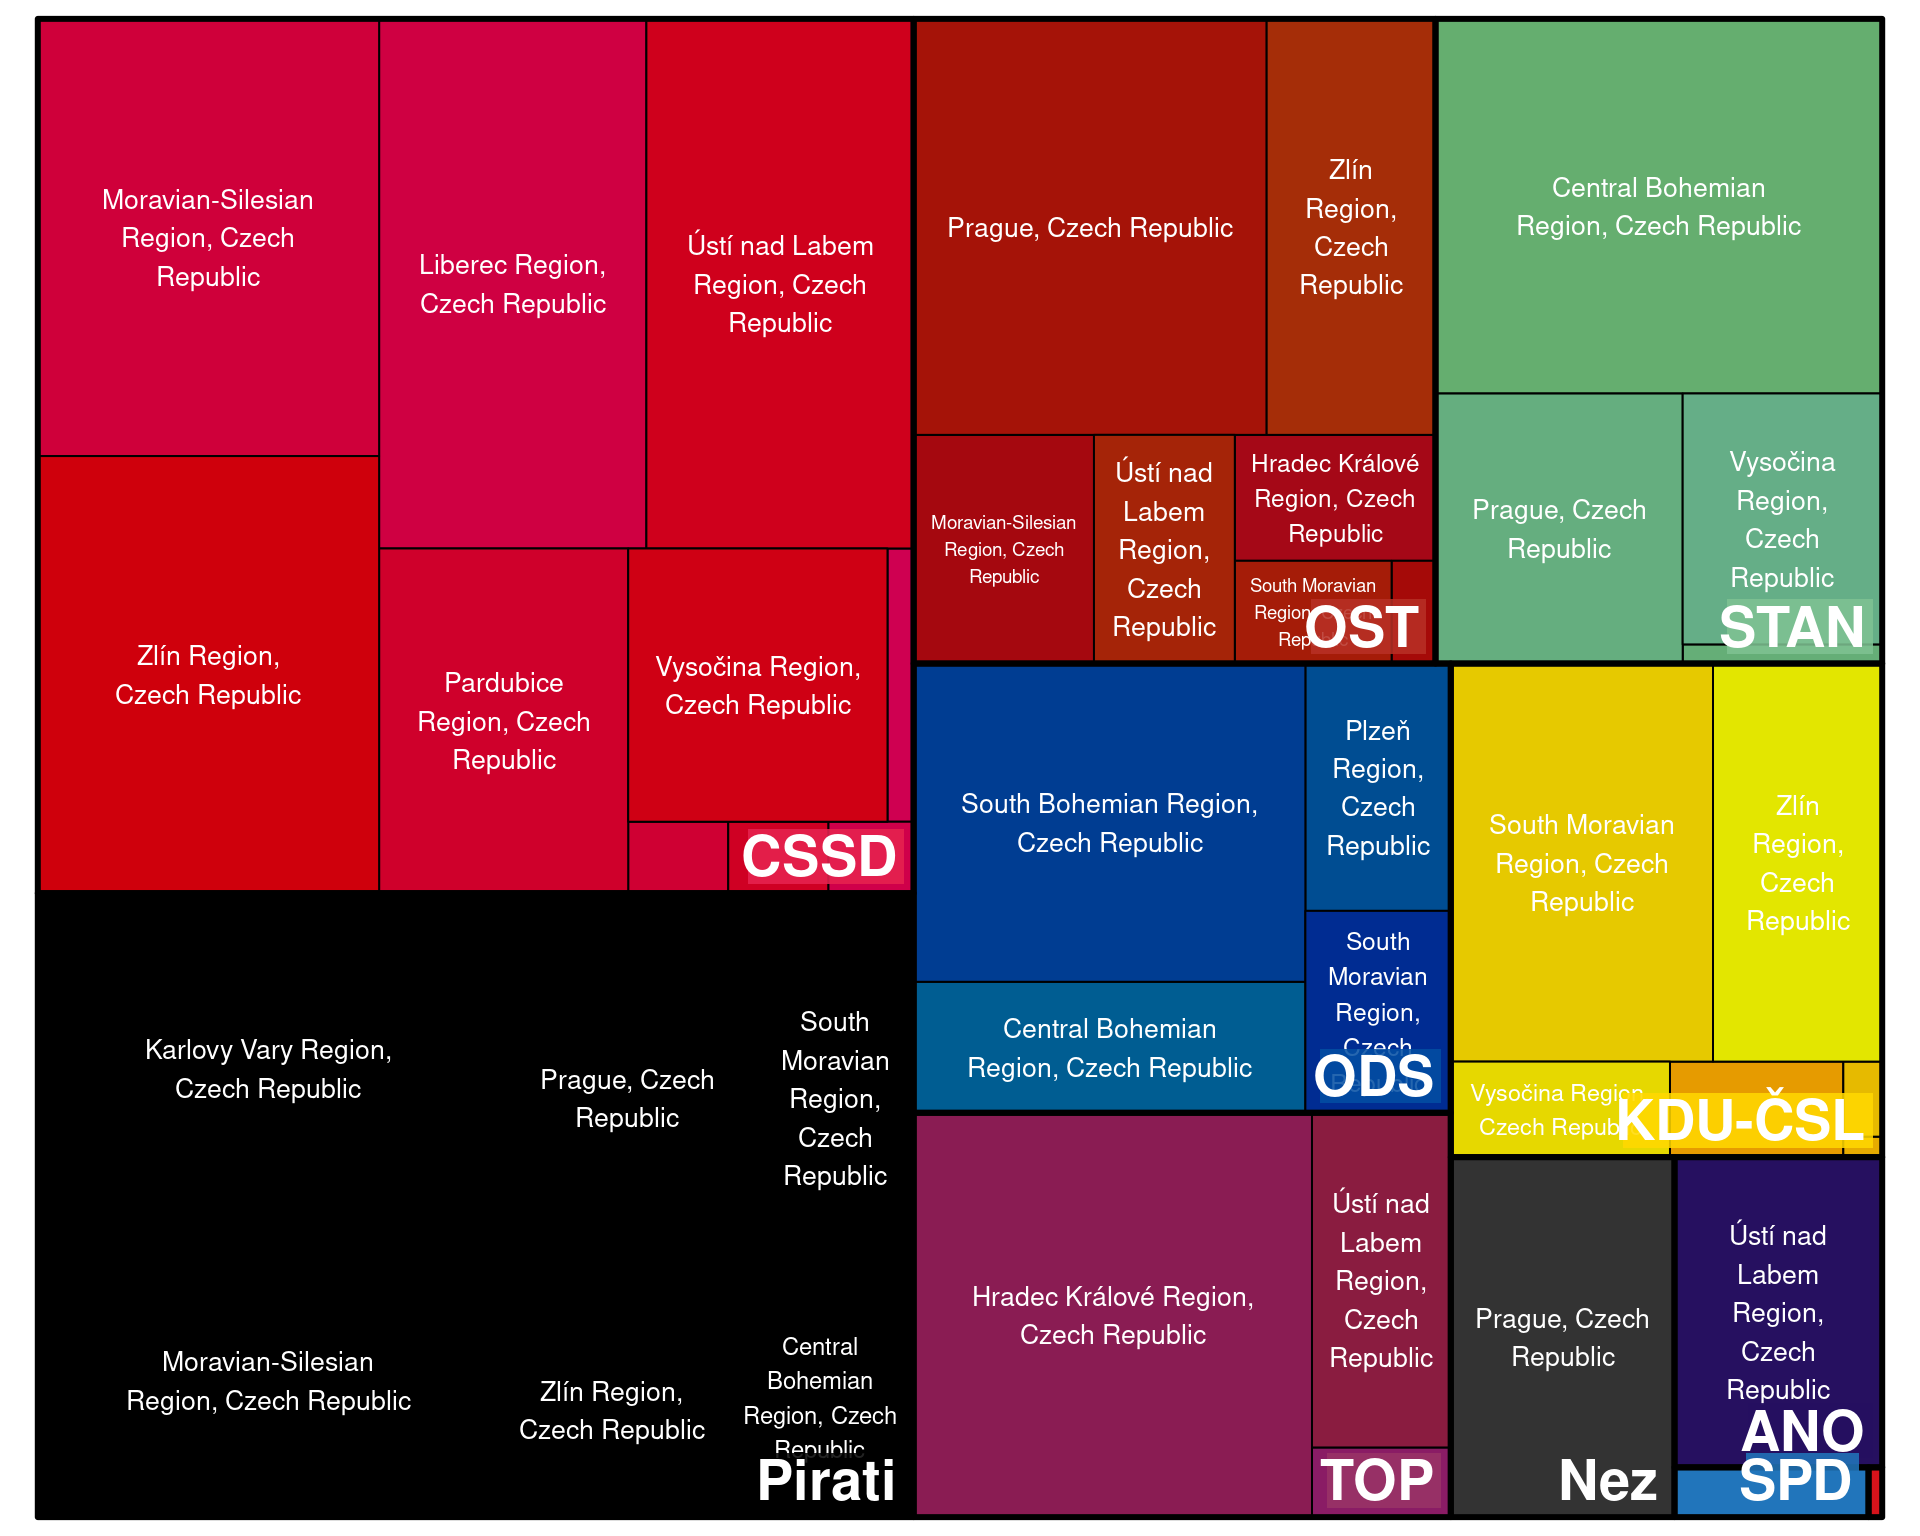 Moravian-Silesian
Region, Czech
Republic
Liberec Region,
Czech Republic
Ústí nad Labem
Region, Czech
Republic
Zlín Region,
Czech Republic
Pardubice
Region, Czech
Republic
Vysočina Region,
Czech Republic
CSSD
Prague, Czech Republic
Zlín
Region,
Czech
Republic
Moravian-Silesian
Region, Czech
Republic
Ústí nad
Labem
Region,
Czech
Republic
Hradec Králové
Region, Czech
Republic
South Moravian
Region
OST
Central Bohemian
Region, Czech Republic
Prague, Czech
Republic
Vysočina
Region,
Czech
Republic
STAN
Karlovy Vary Region,
Czech Republic
Prague, Czech
Republic
South
Moravian
Region,
Czech
Republic
Moravian-Silesian
Region, Czech Republic
Zlín Region,
Czech Republic
Central
Bohemian
Region, Czech
Republic
Pirati
South Bohemian Region,
Czech Republic
Plzeň
Region,
Czech
Republic
Central Bohemian
Region, Czech Republic
South
Moravian
Region,
Czech
ODS
South Moravian
Region, Czech
Republic
Zlín
Region,
Czech
Republic
Vysočina Region
Czech
KDU-ČSL
Hradec Králové Region,
Czech Republic
Ústí nad
Labem
Region,
Czech
Republic
TOP
Prague, Czech
Republic
Nez
Ústí nad
Labem
Region,
Czech
Republic
ANO
SPD